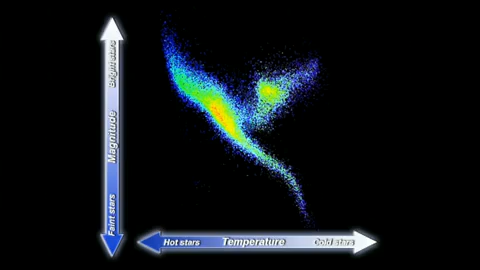 Bright stars
Magnitude
Faint stars
Hot stars
Temperature
Cold stars